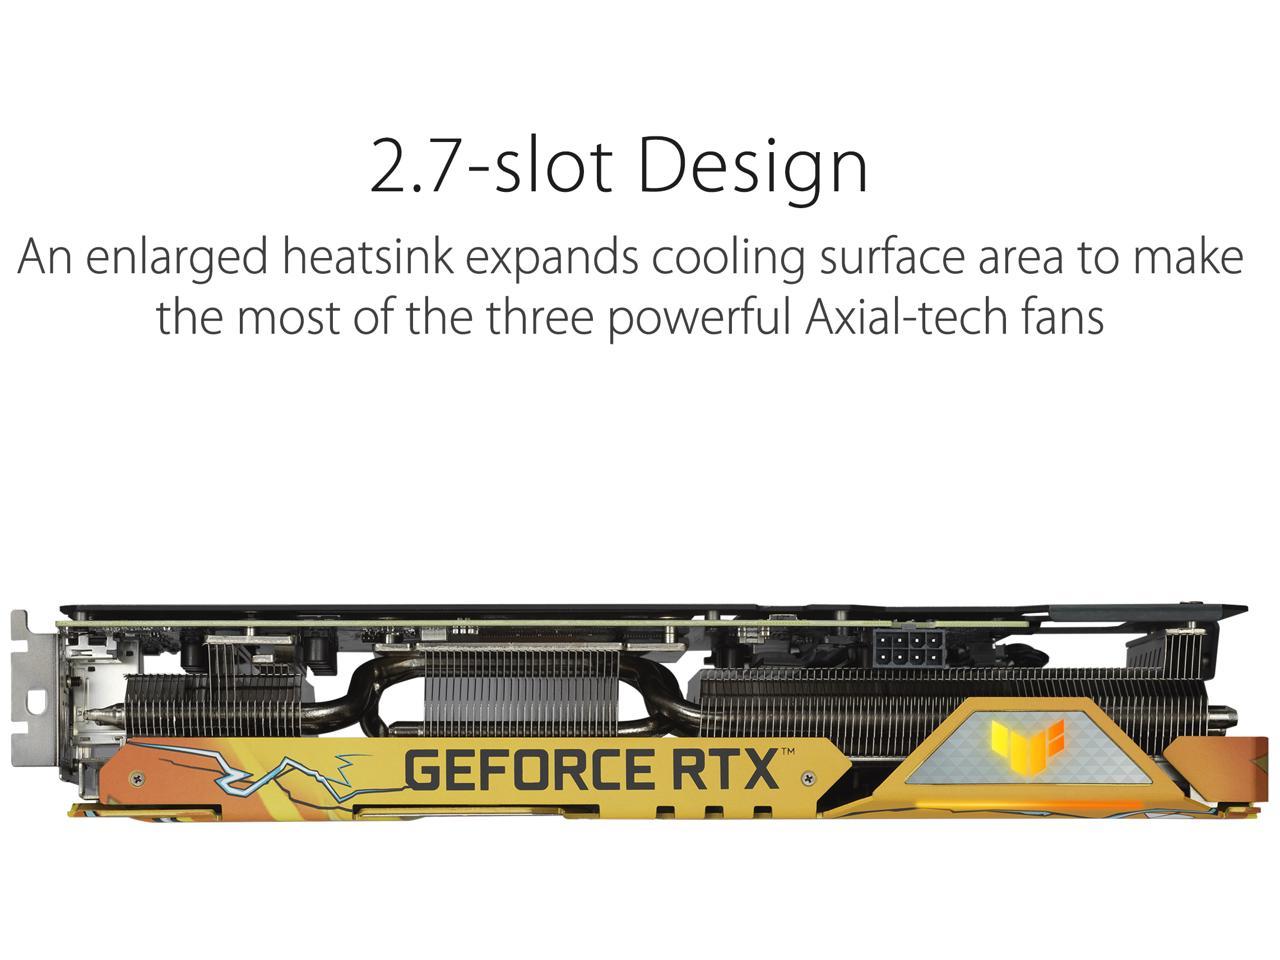 2.7-slot Design
An enlarged heatsink expands cooling surface area to make
the most of the three powerful Axial-tech fans
GEFORCE RTX™